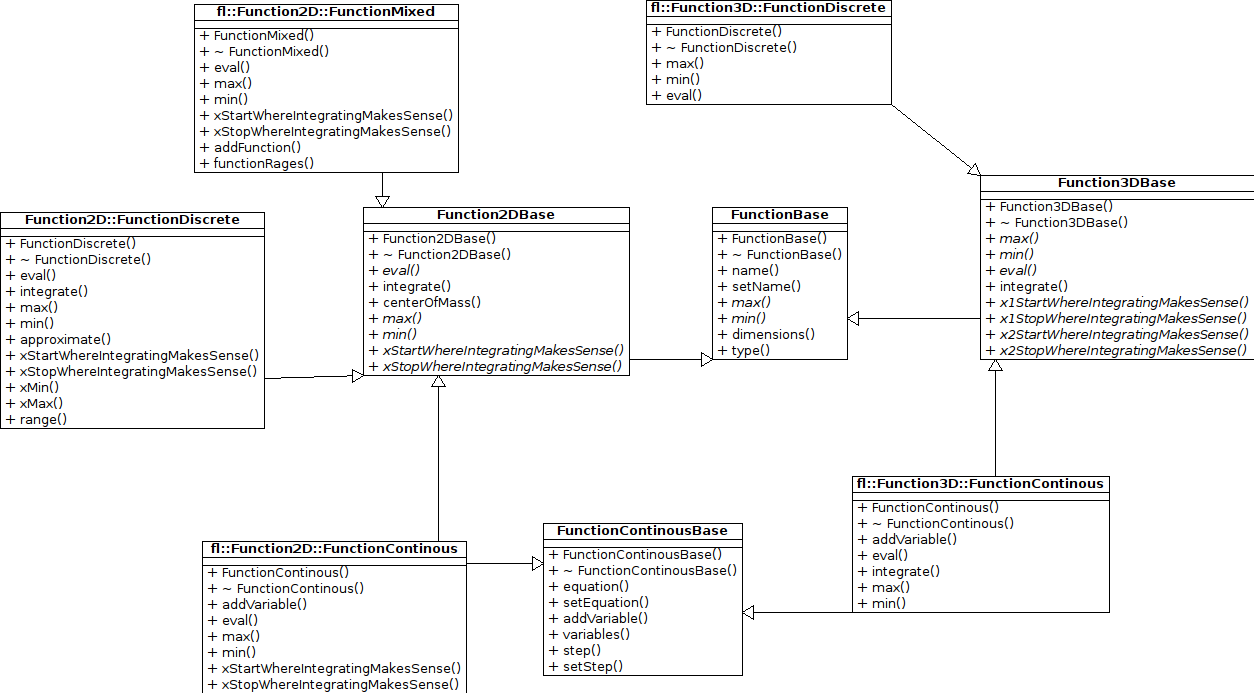 fl::Function2D::FunctionMixed
+ FunctionMixed()
+ ~ FunctionMixed()
+ eval()
+ max()
+ min()
+ xStartWhereIntegratingMakesSense()
+ xStopWhereIntegratingMakesSense()
+ addFunction()
+ functionRages()
fl::Function3D::FunctionDiscrete
+ FunctionDiscrete()
+ ~ FunctionDiscrete()
+ max()
+ min()
+ eval()
Function2D::FunctionDiscrete
+ FunctionDiscrete()
+ ~ FunctionDiscrete()
+ eval()
+ integrate()
+ max()
+ min()
+ approximate()
+ xStartWhereIntegratingMakesSense()
+ xStopWhereIntegratingMakesSense()
+ xMin()
+ xMax()
+ range()
Function2DBase
+ Function2DBase()
+ ~ Function2DBase()
+ eval()
+ integrate()
+ centerOfMass()
+ max()
+ min()
+ xStartWhereIntegratingMakesSense()
+ xStopWhereIntegratingMakesSense()
FunctionBase
+ FunctionBase()
+ ~ FunctionBase()
+ name()
+ setName()
+ max()
+ min()
+ dimensions()
+ type()
Function3DBase
+ Function3DBase()
+ ~ Function3DBase()
+ max()
+ min()
+ eval()
+ integrate()
+ x1StartWhereIntegratingMakesSense()
+ x1StopWhereIntegratingMakesSense()
+ x2StartWhereIntegratingMakesSense()
+ x2StopWhereIntegratingMakesSense()
fl::Function2D::FunctionContinous
+ FunctionContinous()
+ ~ FunctionContinous()
+ addVariable()
+ eval()
+ max()
+ min()
+ xStartWhereIntegratingMakesSense()
+ xStopWhereIntegratingMakesSense()
FunctionContinousBase
+ FunctionContinousBase()
+ ~ FunctionContinousBase()
+ equation()
+ setEquation()
+ addVariable()
+ variables()
+ step()
+ setStep()
fl::Function3D::FunctionContinous
+ FunctionContinous()
+ ~ FunctionContinous()
+ addVariable()
+ eval()
+ integrate()
+ max()
+ min()